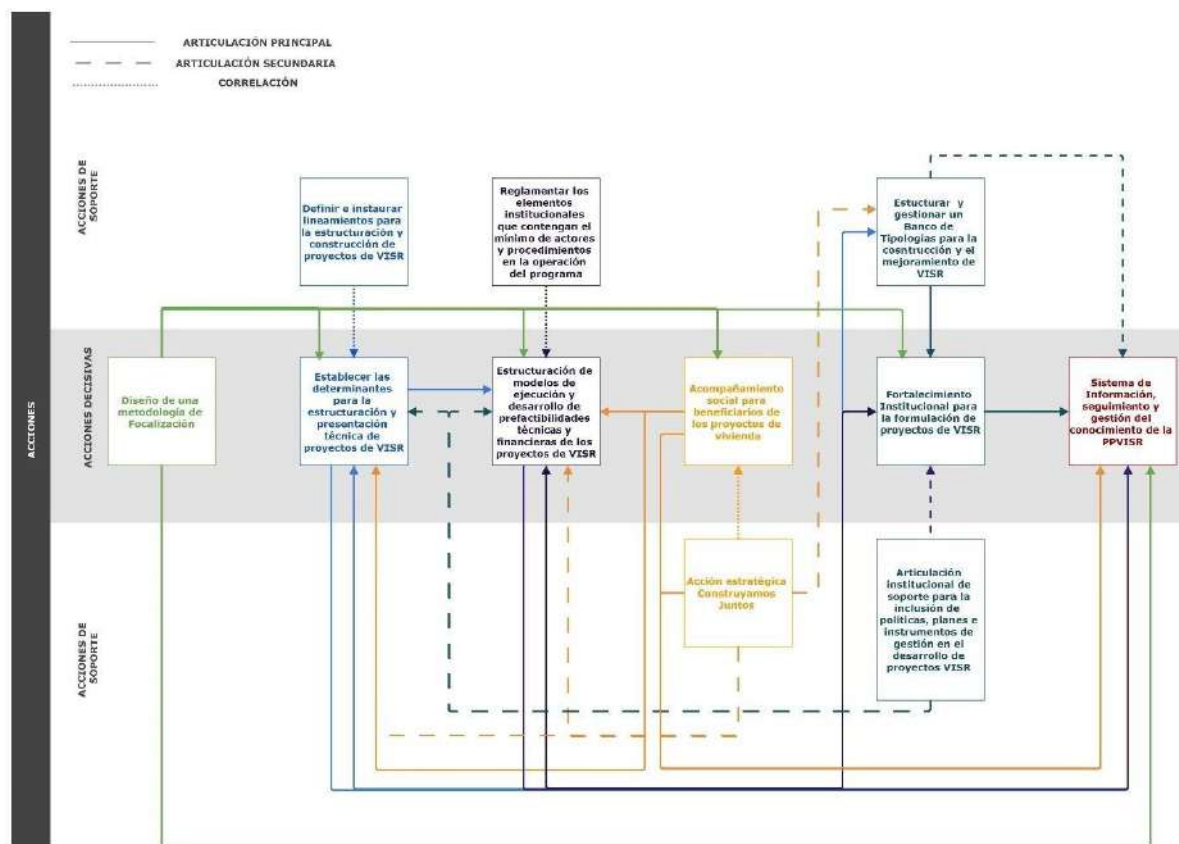 ARTICULACIÓN PRINCIPAL
ARTICULACIÓN SECUNDARIA
CORRELACIÓN
ACCIONES
ACCIONES DE
SOPORTE
Definir e instaurar
lineamientos para
la estructuración y
construcción de
proyectos de VISR
Reglamentar los
elementos
institucionales
que contengan el
mínimo de actores
y procedimientos
en la operación
del programa
Estucturar y
gestionar un
Banco de
Tipologías para la
cosntrucción y el
mejoramiento de
VISR
ACCIONES DECISIVAS
Diseño de una
metodología de
Focalización
Establecer las
determinantes
para la
estructuración y
presentación
técnica de
proyectos de VISR
Estructuración de
modelos de
ejecución y
desarrollo de
prefactibilidades
técnicas y
financieras de los
proyectos de VISR
Acompañamiento
social para
beneficiarios de
los proyectos de
vivienda
Fortalecimiento
Institucional para
la formulación de
proyectos de VISR
Sistema de
Información,
seguimiento y
gestión del
conocimiento de la
PPVISR
ACCIONES DE
SOPORTE
Acción estratégica
Construyamos
Juntos
Articulación
institucional de
soporte para la
inclusión de
políticas, planes e
instrumentos de
gestión en el
desarrollo de
proyectos VISR